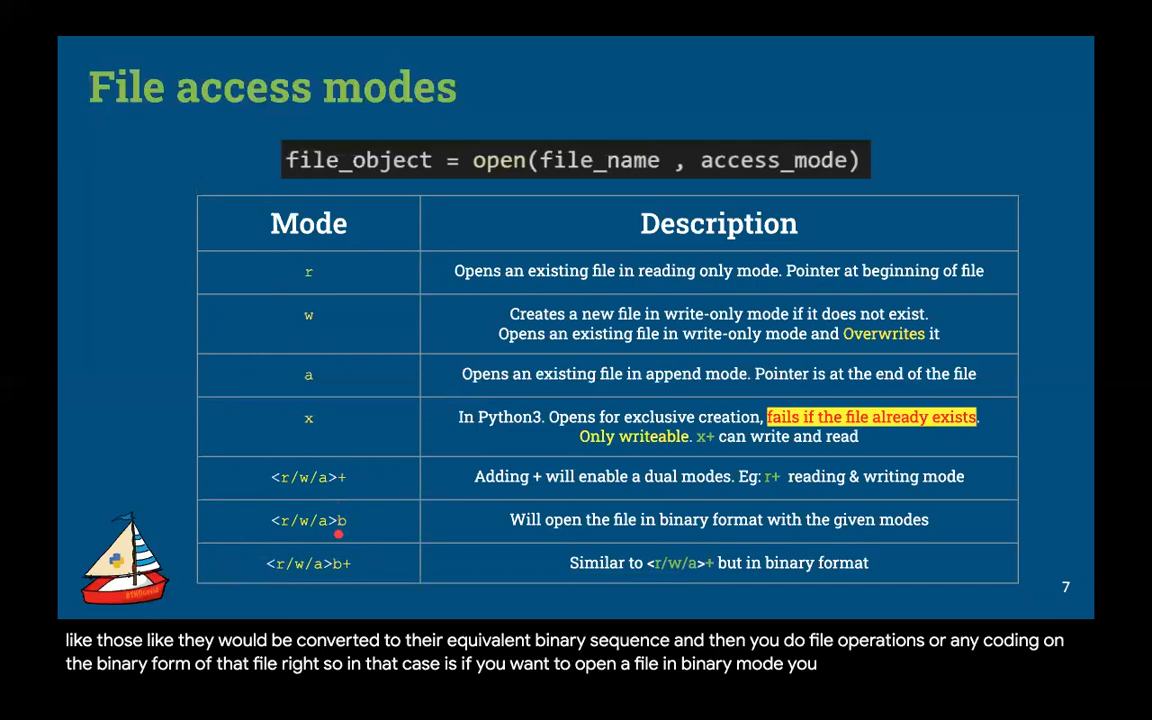 File access modes
file_object = open(file_name , access_mode)
Mode Description
r Opens an existing file in reading only mode. Pointer at beginning of file
w Creates a new file in write-only mode if it does not exist.
Opens an existing file in write-only mode and Overwrites it
a Opens an existing file in append mode. Pointer is at the end of the file
x In Python3. Opens for exclusive creation, fails if the file already exists.
Only writeable. x+ can write and read
<r/w/a>+ Adding + will enable a dual modes. Eg: r+ reading & writing mode
<r/w/a>b Will open the file in binary format with the given modes
<r/w/a>b+ Similar to <r/w/a>+ but in binary format
7
like those like they would be converted to their equivalent binary sequence and then you do file operations or any coding on
the binary form of that file right so in that case is if you want to open a file in binary mode you